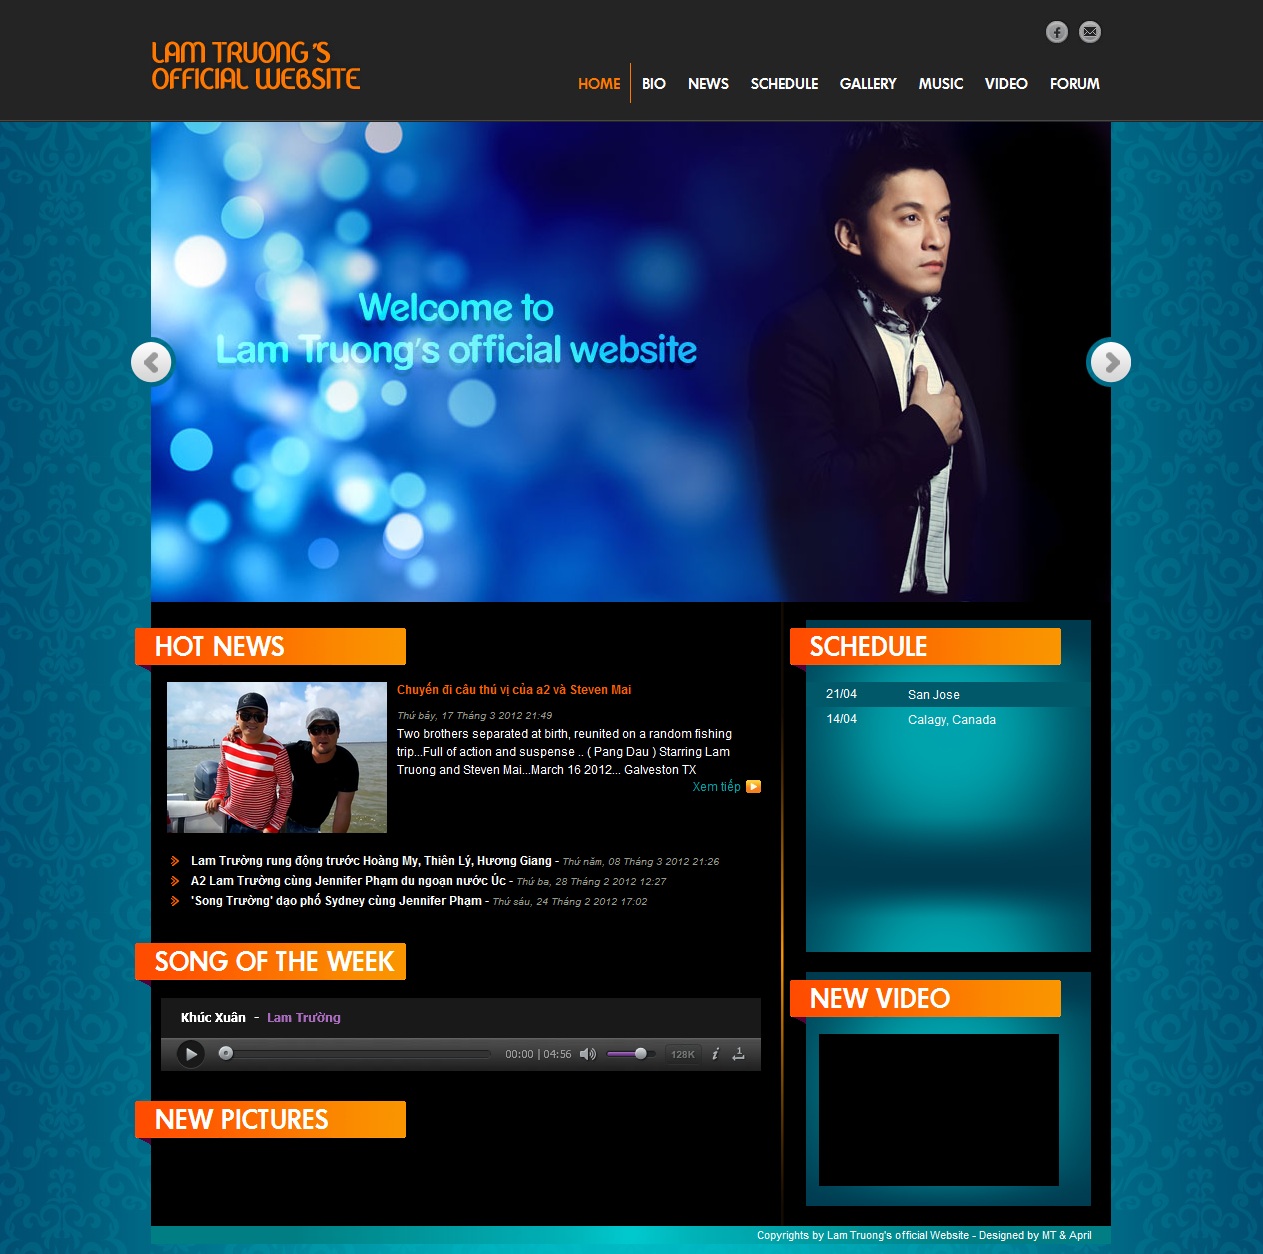 LAM TRUONG'S
OFFICIAL WEBSITE
HOME BIO NEWS SCHEDULE GALLERY MUSIC VIDEO FORUM
Welcome to
Lam Truong's official website
HOT NEWS
Chuyến đi câu thú vị của a2 và Steven Mai
Thứ bảy, 17 Tháng 3 2012 21:49
Two brothers separated at birth, reunited on a random fishing
trip...Full of action and suspense .. ( Pang Dau ) Starring Lam
Truong and Steven Mai...March 16 2012... Galveston TX
Xem tiếp
Lam Trường rung động trước Hoàng My, Thiên Lý, Hương Giang - Thứ năm, 08 Tháng 3 2012 21:26
A2 Lam Trường cùng Jennifer Phạm du ngoạn nước Úc - Thứ ba, 28 Tháng 2 2012 12:27
'Song Trường' dạo phố Sydney cùng Jennifer Phạm - Thứ sáu, 24 Tháng 2 2012 17:02
SONG OF THE WEEK
Khúc Xuân - Lam Trường
00:00 | 04:56 128K i 1
NEW PICTURES
SCHEDULE
21/04 San Jose
14/04 Calagy, Canada
NEW VIDEO
Copyrights by Lam Truong's official Website - Designed by MT & April